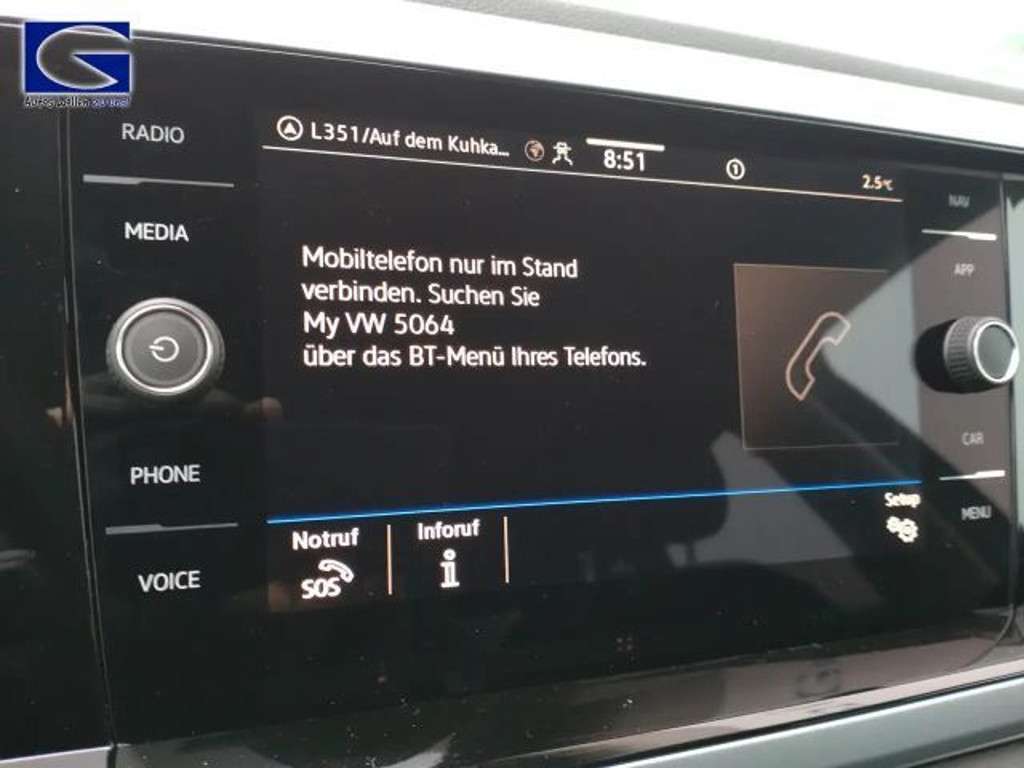 RADIO
MEDIA
PHONE
VOICE
L351/Auf dem Kuhka...
8:51
1
2.5°C
Mobiltelefon nur im Stand
verbinden. Suchen Sie
My VW 5064
über das BT-Menü Ihres Telefons.
Notruf
SOS
Inforuf
Setup
NAV
APP
CAR
MENU